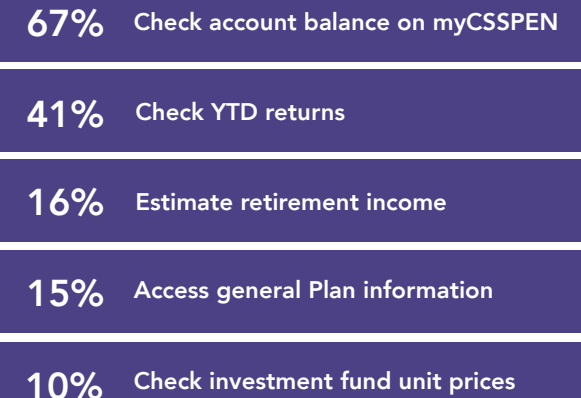 67% Check account balance on myCSSPEN
41% Check YTD returns
16% Estimate retirement income
15% Access general Plan information
10% Check investment fund unit prices